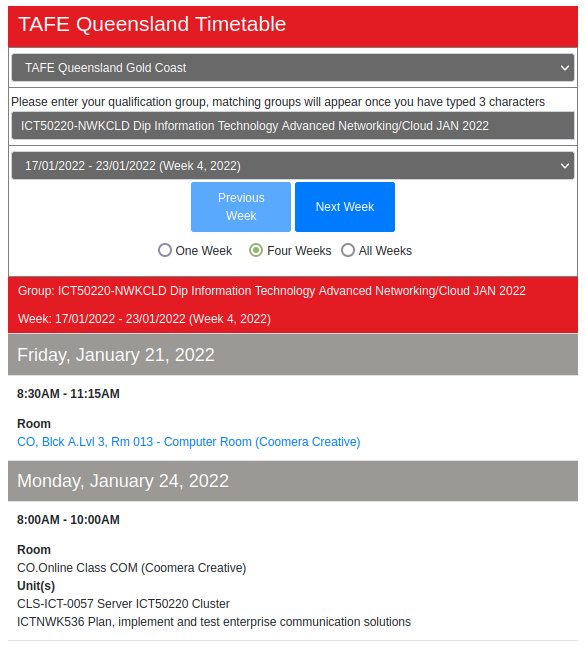 TAFE Queensland Timetable
TAFE Queensland Gold Coast
Please enter your qualification group, matching groups will appear once you have typed 3 characters
ICT50220-NWKCLD Dip Information Technology Advanced Networking/Cloud JAN 2022
17/01/2022 - 23/01/2022 (Week 4, 2022)
Previous
Week
Next Week
One Week Four Weeks All Weeks
Group: ICT50220-NWKCLD Dip Information Technology Advanced Networking/Cloud JAN 2022
Week: 17/01/2022 - 23/01/2022 (Week 4, 2022)
Friday, January 21, 2022
8:30AM - 11:15AM
Room
CO, Blck A.Lvl 3, Rm 013 - Computer Room (Coomera Creative)
Monday, January 24, 2022
8:00AM - 10:00AM
Room
CO.Online Class COM (Coomera Creative)
Unit(s)
CLS-ICT-0057 Server ICT50220 Cluster
ICTNWK536 Plan, implement and test enterprise communication solutions